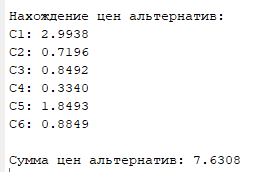 Нахождение цен альтернатив:
C1: 2.9938
C2: 0.7196
C3: 0.8492
C4: 0.3340
C5: 1.8493
C6: 0.8849
Сумма цен альтернатив: 7.6308